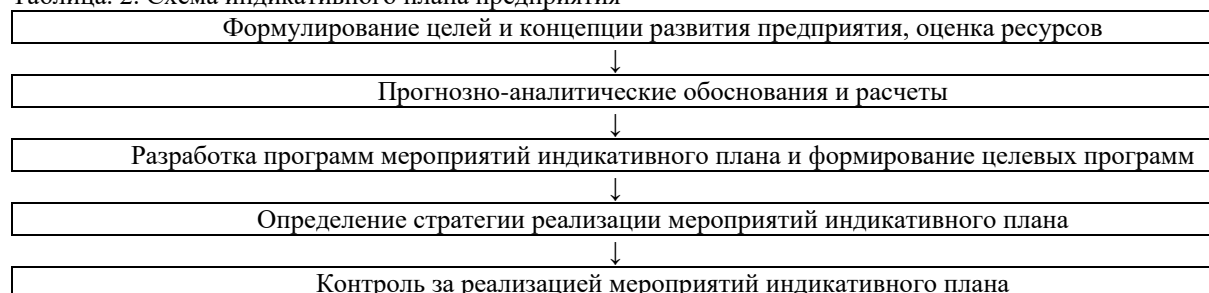 Таблица. 2. Схема индикативного плана предприятия
Формулирование целей и концепции развития предприятия, оценка ресурсов
↓
Прогнозно-аналитические обоснования и расчеты
↓
Разработка программ мероприятий индикативного плана и формирование целевых программ
↓
Определение стратегии реализации мероприятий индикативного плана
↓
Контроль за реализацией мероприятий индикативного плана